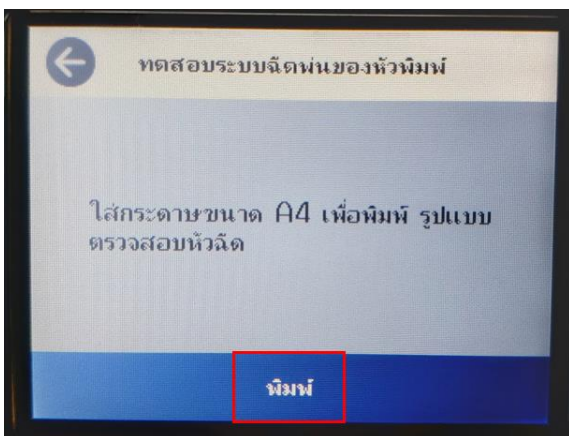 ทดสอบระบบฉีดพ่นของหัวพิมพ์
ใส่กระดาษขนาด A4 เพื่อพิมพ์ รูปแบบ
ตรวจสอบหัวฉีด
พิมพ์